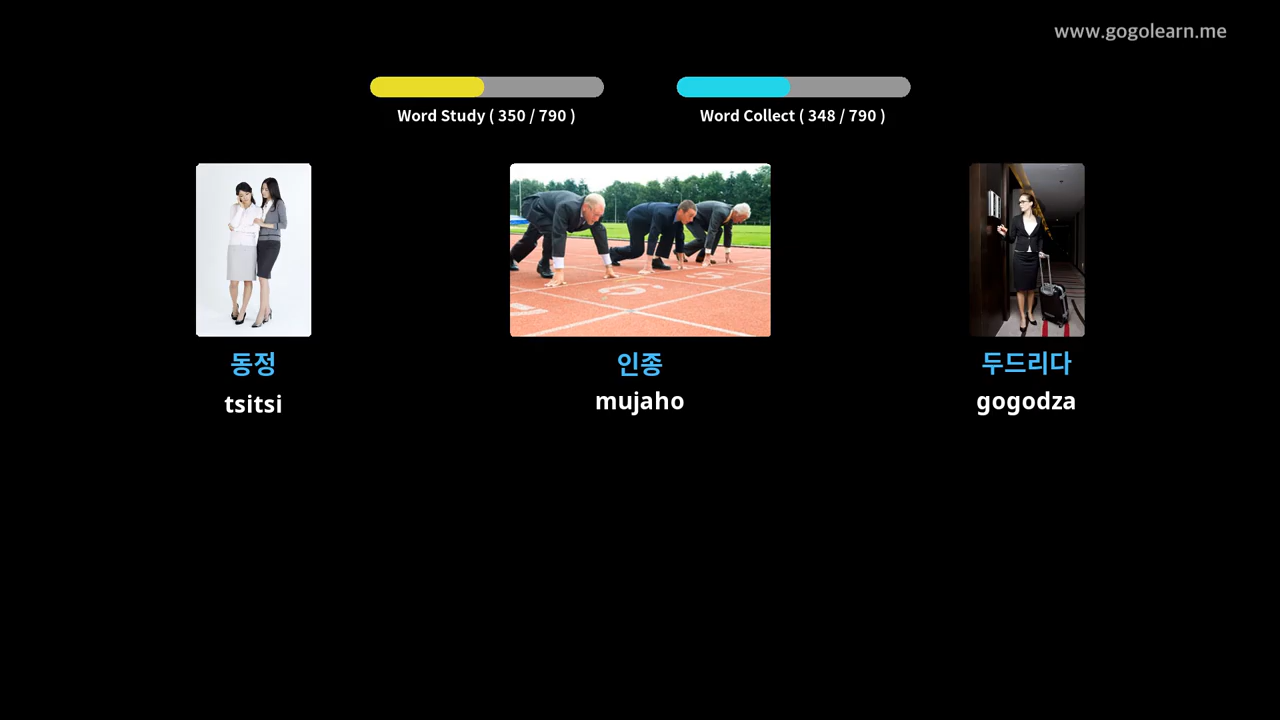 www.gogolearn.me
Word Study ( 350 / 790 )
Word Collect ( 348 / 790 )
동정
tsitsi
인종
mujaho
두드리다
gogodza